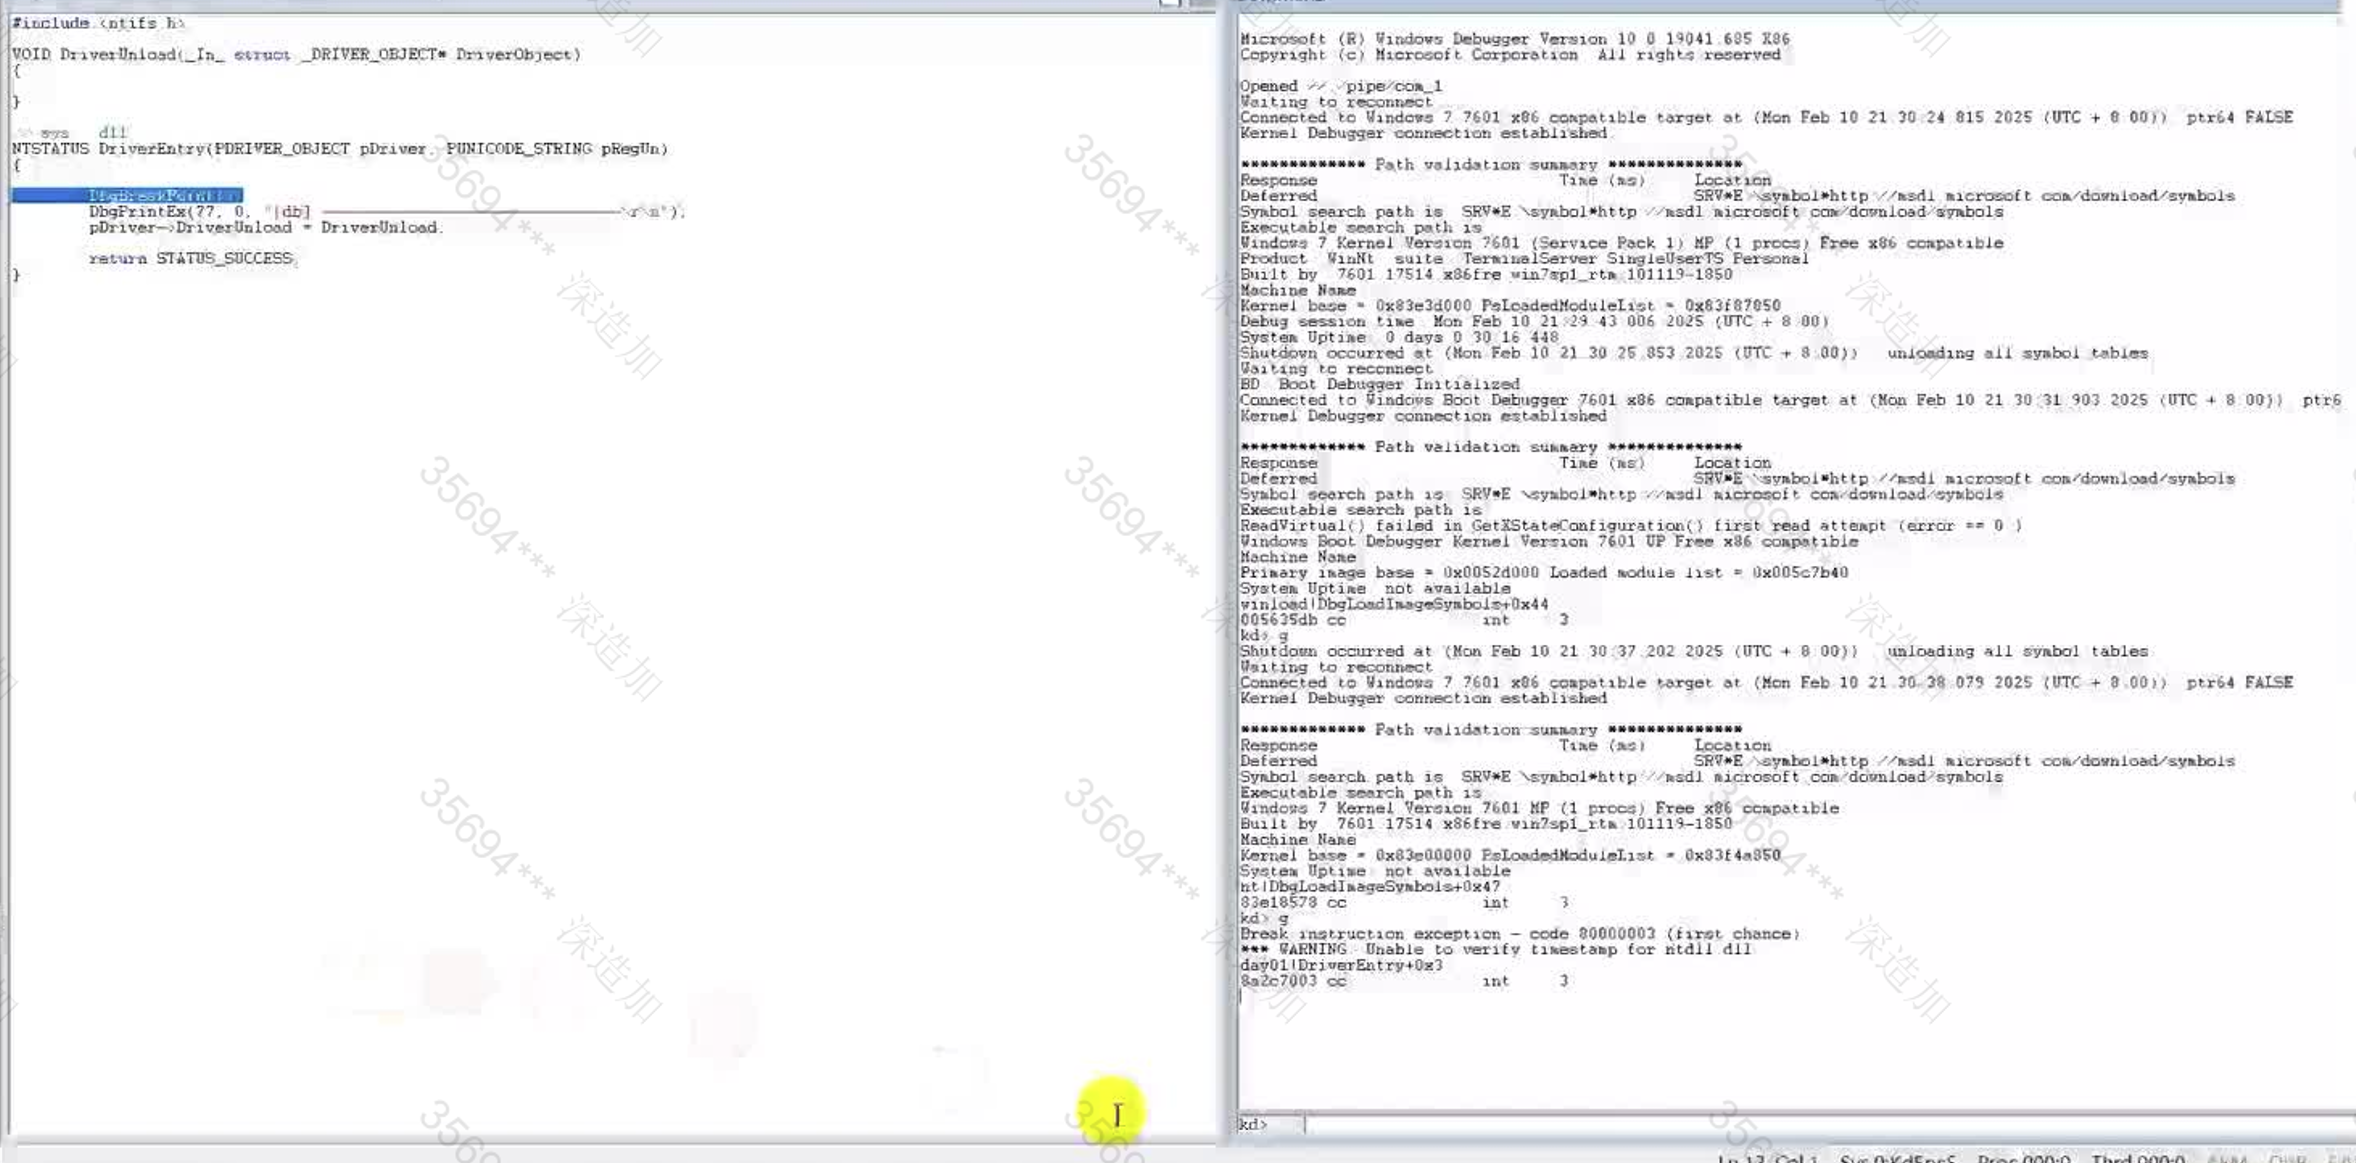 #include <ntifs.h>
VOID DriverUnload(_In_ struct _DRIVER_OBJECT* DriverObject)
{
}
sys dll
NTSTATUS DriverEntry(PDRIVER_OBJECT pDriver, PUNICODE_STRING pRegUn)
{
DbgBreakPoint();
DbgPrintEx(77, 0, "[db] ——————————————\r\n");
pDriver->DriverUnload = DriverUnload;
return STATUS_SUCCESS;
}
Microsoft (R) Windows Debugger Version 10.0.19041.685 X86
Copyright (c) Microsoft Corporation. All rights reserved.
Opened \\.\pipe\com_1
Waiting to reconnect...
Connected to Windows 7 7601 x86 compatible target at (Mon Feb 10 21:30:24.815 2025 (UTC + 8:00)), ptr64 FALSE
Kernel Debugger connection established.
************* Path validation summary **************
Response Time (ms) Location
Deferred SRV*E:\symbol*http://msdl.microsoft.com/download/symbols
Symbol search path is: SRV*E:\symbol*http://msdl.microsoft.com/download/symbols
Executable search path is:
Windows 7 Kernel Version 7601 (Service Pack 1) MP (1 procs) Free x86 compatible
Product: WinNt, suite: TerminalServer SingleUserTS Personal
Built by: 7601.17514.x86fre.win7sp1_rtm.101119-1850
Machine Name:
Kernel base = 0x83e3d000 PsLoadedModuleList = 0x83f87850
Debug session time: Mon Feb 10 21:29:43.006 2025 (UTC + 8:00)
System Uptime: 0 days 0:30:16.448
Shutdown occurred at (Mon Feb 10 21:30:25.853 2025 (UTC + 8:00))...unloading all symbol tables.
Waiting to reconnect...
BD: Boot Debugger Initialized
Connected to Windows Boot Debugger 7601 x86 compatible target at (Mon Feb 10 21:30:31.903 2025 (UTC + 8:00)), ptr6
Kernel Debugger connection established.
************* Path validation summary **************
Response Time (ms) Location
Deferred SRV*E:\symbol*http://msdl.microsoft.com/download/symbols
Symbol search path is: SRV*E:\symbol*http://msdl.microsoft.com/download/symbols
Executable search path is:
ReadVirtual() failed in GetXStateConfiguration() first read attempt (error == 0.)
Windows Boot Debugger Kernel Version 7601 UP Free x86 compatible
Machine Name:
Primary image base = 0x0052d000 Loaded module list = 0x005c7b40
System Uptime: not available
winload!DbgLoadImageSymbols+0x44:
005635db cc int 3
kd> g
Shutdown occurred at (Mon Feb 10 21:30:37.202 2025 (UTC + 8:00))...unloading all symbol tables.
Waiting to reconnect...
Connected to Windows 7 7601 x86 compatible target at (Mon Feb 10 21:30:38.079 2025 (UTC + 8:00)), ptr64 FALSE
Kernel Debugger connection established.
************* Path validation summary **************
Response Time (ms) Location
Deferred SRV*E:\symbol*http://msdl.microsoft.com/download/symbols
Symbol search path is: SRV*E:\symbol*http://msdl.microsoft.com/download/symbols
Executable search path is:
Windows 7 Kernel Version 7601 MP (1 procs) Free x86 compatible
Built by: 7601.17514.x86fre.win7sp1_rtm.101119-1850
Machine Name:
Kernel base = 0x83e00000 PsLoadedModuleList = 0x83f4a850
System Uptime: not available
nt!DbgLoadImageSymbols+0x47:
83e18578 cc int 3
kd> g
Break instruction exception - code 80000003 (first chance)
*** WARNING: Unable to verify timestamp for ntdll.dll
day01!DriverEntry+0x3:
8a2c7003 cc int 3
kd>
35694***
深造加